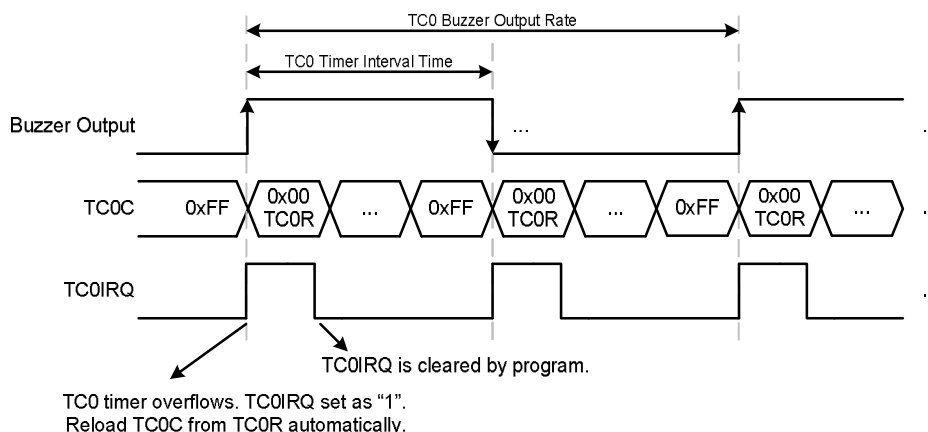 TC0 Buzzer Output Rate
TC0 Timer Interval Time
Buzzer Output
...
.
TC0C
0xFF
0x00
TC0R
...
0xFF
0x00
TC0R
...
0xFF
0x00
TC0R
...
.
TC0IRQ
.
TC0IRQ is cleared by program.
TC0 timer overflows. TC0IRQ set as “1”.
Reload TC0C from TC0R automatically.